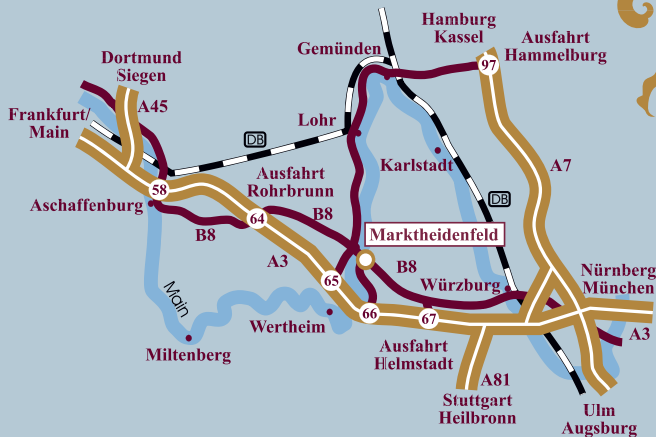 Hamburg
Kassel
Ausfahrt
Hammelburg
Gemünden
97
Dortmund
Siegen
A45
Frankfurt/
Main
DB
Lohr
Karlstadt
A7
Ausfahrt
Rohrbrunn
58
Aschaffenburg
DB
B8
64
B8
Marktheidenfeld
A3
B8
65
Würzburg
Nürnberg
München
Main
Wertheim
66
67
A3
Miltenberg
Ausfahrt
Helmstadt
A81
Stuttgart
Heilbronn
Ulm
Augsburg